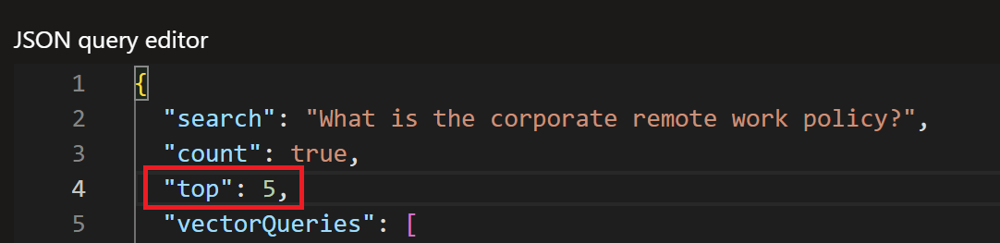 JSON query editor
1 {
2 "search": "What is the corporate remote work policy?",
3 "count": true,
4 "top": 5,
5 "vectorQueries": [